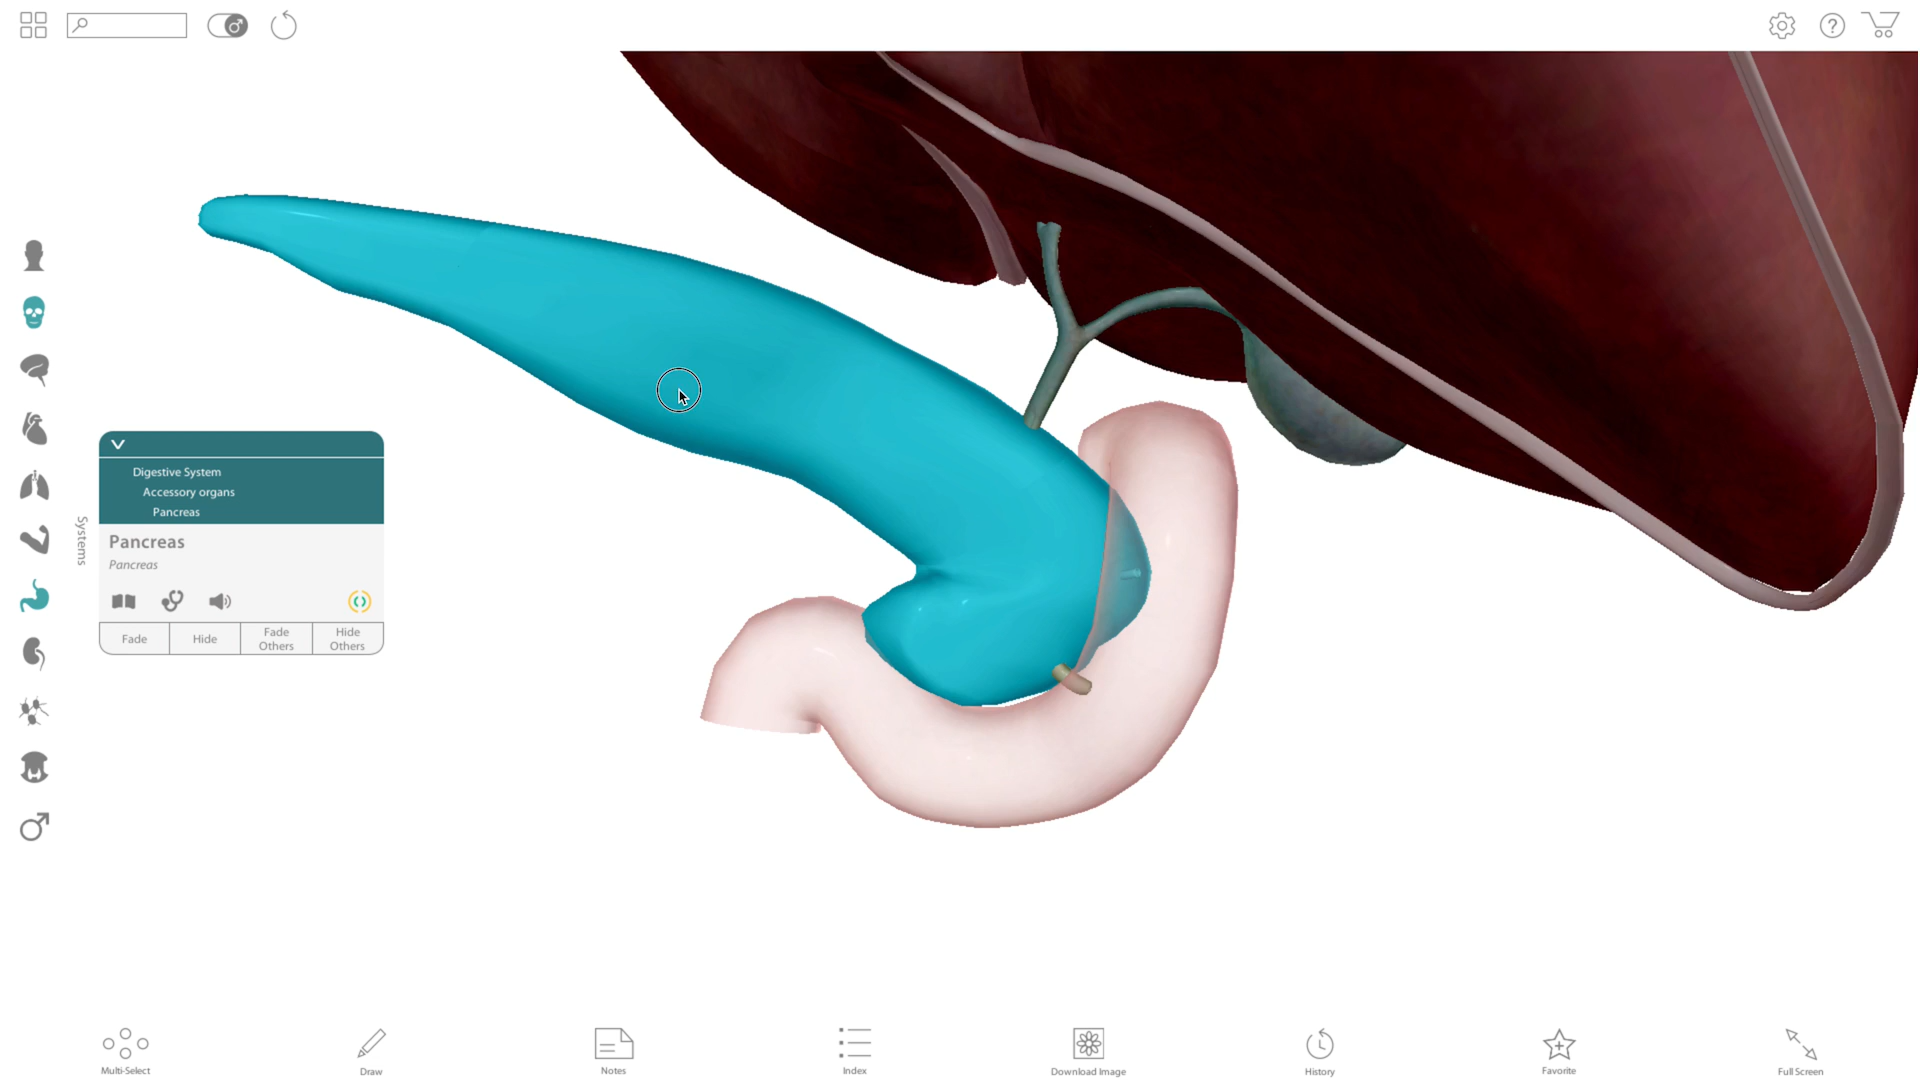 Systems
Digestive System
Accessory organs
Pancreas
Pancreas
Pancreas
Fade
Hide
Fade
Others
Hide
Others
Multi-Select
Draw
Notes
Index
Download Image
History
Favorite
Full Screen